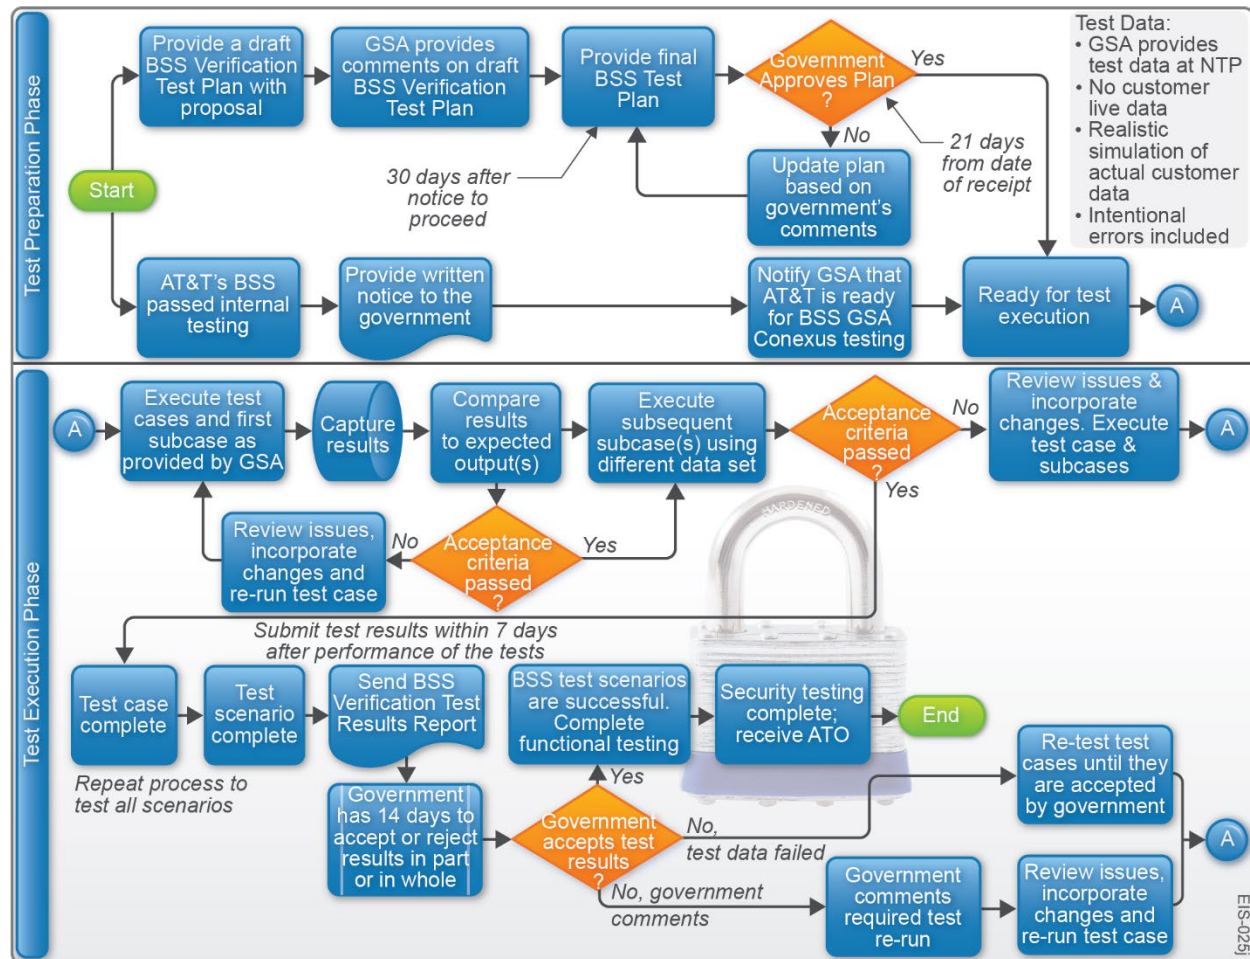 Test Preparation Phase
Start
Provide a draft
BSS Verification
Test Plan with
proposal
GSA provides
comments on draft
BSS Verification
Test Plan
Provide final
BSS Test
Plan
Government
Approves Plan
?
Yes
No
Update plan
based on
government's
comments
30 days after
notice to
proceed
21 days
from date
of receipt
Test Data:
• GSA provides
test data at NTP
• No customer
live data
• Realistic
simulation of
actual customer
data
• Intentional
errors included
AT&T's BSS
passed internal
testing
Provide written
notice to the
government
Notify GSA that
AT&T is ready
for BSS GSA
Conexus testing
Ready for test
execution
A
Test Execution Phase
A
Execute test
cases and first
subcase as
provided by GSA
Capture
results
Compare
results
to expected
output(s)
Execute
subsequent
subcase(s) using
different data set
Acceptance
criteria
passed
?
No
Review issues &
incorporate
changes. Execute
test case &
subcases
A
Yes
Review issues,
incorporate
changes and
re-run test case
No
Acceptance
criteria
passed
?
Yes
HARDENED
Submit test results within 7 days
after performance of the tests
Test case
complete
Test
scenario
complete
Send BSS
Verification Test
Results Report
BSS test scenarios
are successful.
Complete
functional testing
Security testing
complete;
receive ATO
End
Repeat process to
test all scenarios
Government
has 14 days to
accept or reject
results in part
or in whole
Yes
Government
accepts test
results
?
No,
test data failed
Re-test test
cases until they
are accepted
by government
No, government
comments
Government
comments
required test
re-run
Review issues,
incorporate
changes and
re-run test case
A
EIS-025j